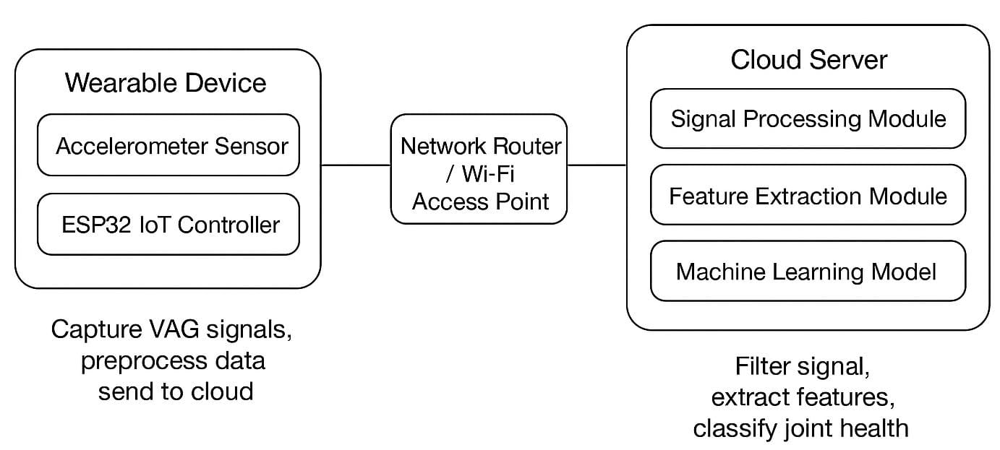 Wearable Device
Accelerometer Sensor
ESP32 IoT Controller
Capture VAG signals,
preprocess data
send to cloud
Network Router
/ Wi-Fi
Access Point
Cloud Server
Signal Processing Module
Feature Extraction Module
Machine Learning Model
Filter signal,
extract features,
classify joint health